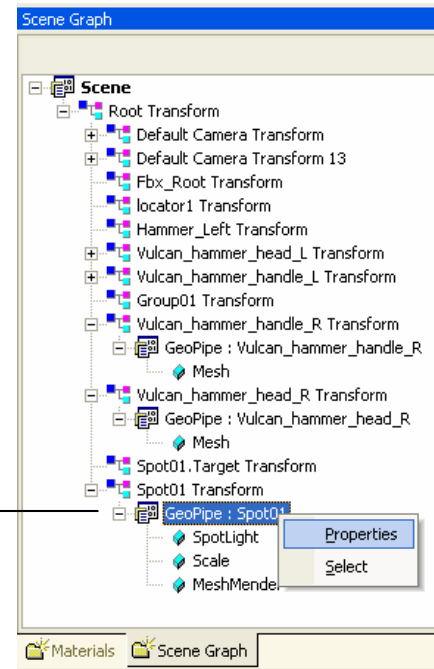 Scene Graph
Scene
Root Transform
Default Camera Transform
Default Camera Transform 13
Fbx_Root Transform
locator1 Transform
Hammer_Left Transform
Vulcan_hammer_head_L Transform
Vulcan_hammer_handle_L Transform
Group01 Transform
Vulcan_hammer_handle_R Transform
GeoPipe : Vulcan_hammer_handle_R
Mesh
Vulcan_hammer_head_R Transform
GeoPipe : Vulcan_hammer_head_R
Mesh
Spot01.Target Transform
Spot01 Transform
GeoPipe : Spot01
Properties
SpotLight
Select
Scale
MeshMender
Materials Scene Graph